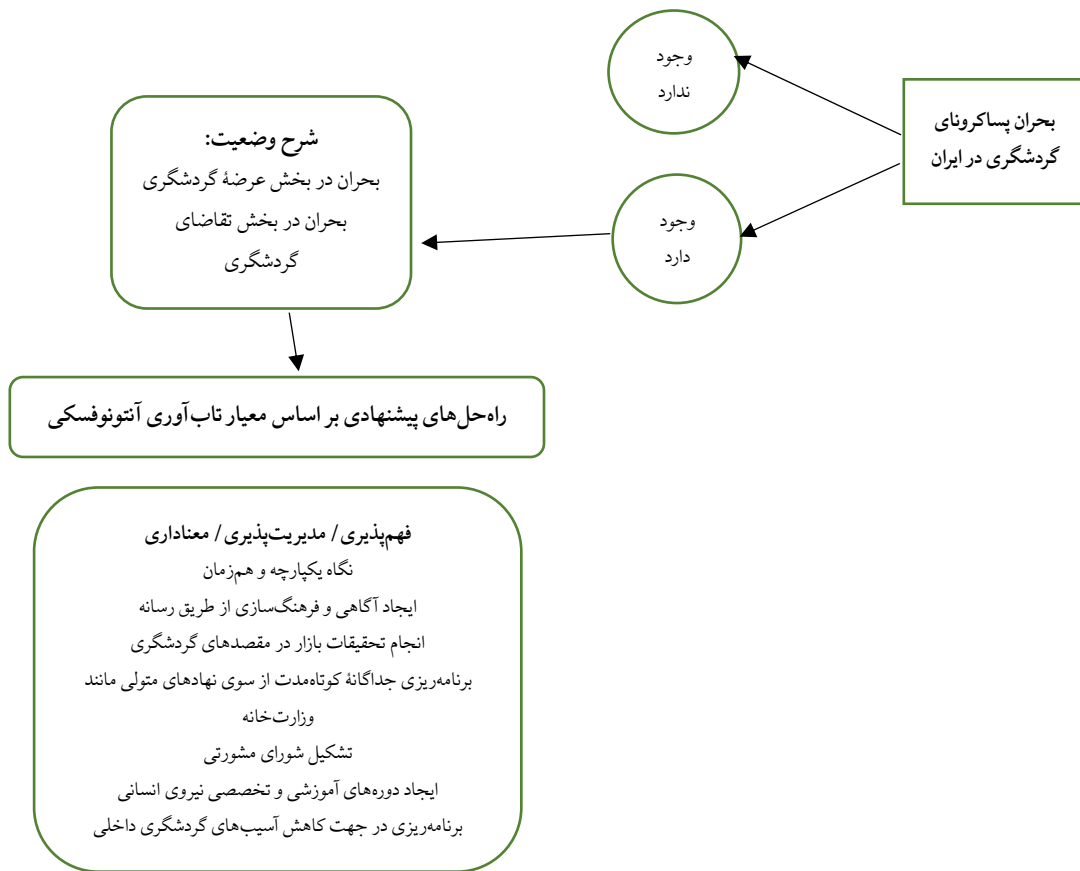 بحران پساکرونای
گردشگری در ایران
وجود
ندارد
وجود
دارد
شرح وضعیت:
بحران در بخش عرضهٔ گردشگری
بحران در بخش تقاضای
گردشگری
راه‌حل‌های پیشنهادی بر اساس معیار تاب‌آوری آنتونوفسکی
فهم‌پذیری/ مدیریت‌پذیری/ معناداری
نگاه یکپارچه و هم‌زمان
ایجاد آگاهی و فرهنگ‌سازی از طریق رسانه
انجام تحقیقات بازار در مقصدهای گردشگری
برنامه‌ریزی جداگانهٔ کوتاه‌مدت از سوی نهادهای متولی مانند
وزارت‌خانه
تشکیل شورای مشورتی
ایجاد دوره‌های آموزشی و تخصصی نیروی انسانی
برنامه‌ریزی در جهت کاهش آسیب‌های گردشگری داخلی